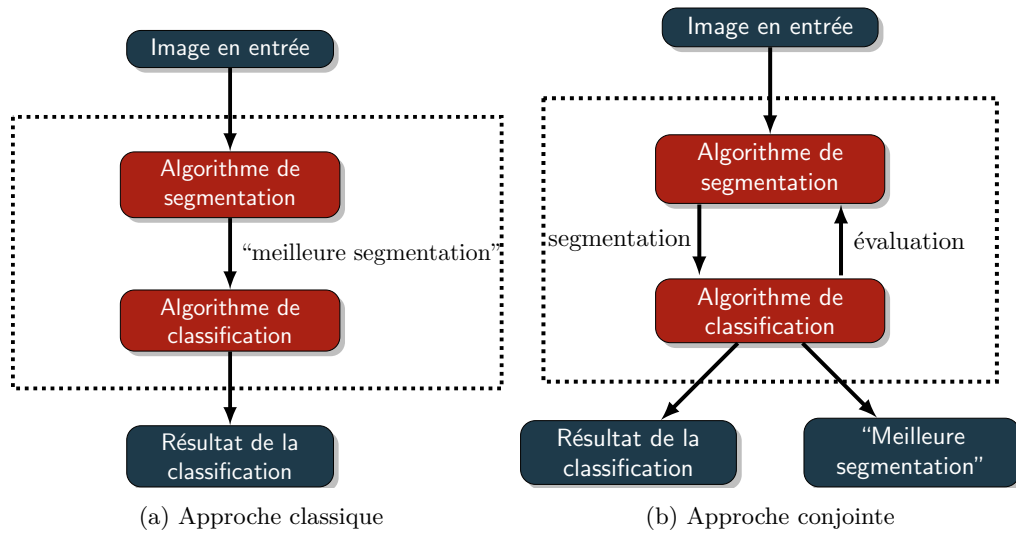 Image en entrée
Algorithme de
segmentation
“meilleure segmentation”
Algorithme de
classification
Résultat de la
classification
(a) Approche classique
Image en entrée
Algorithme de
segmentation
segmentation
évaluation
Algorithme de
classification
Résultat de la
classification
“Meilleure
segmentation”
(b) Approche conjointe